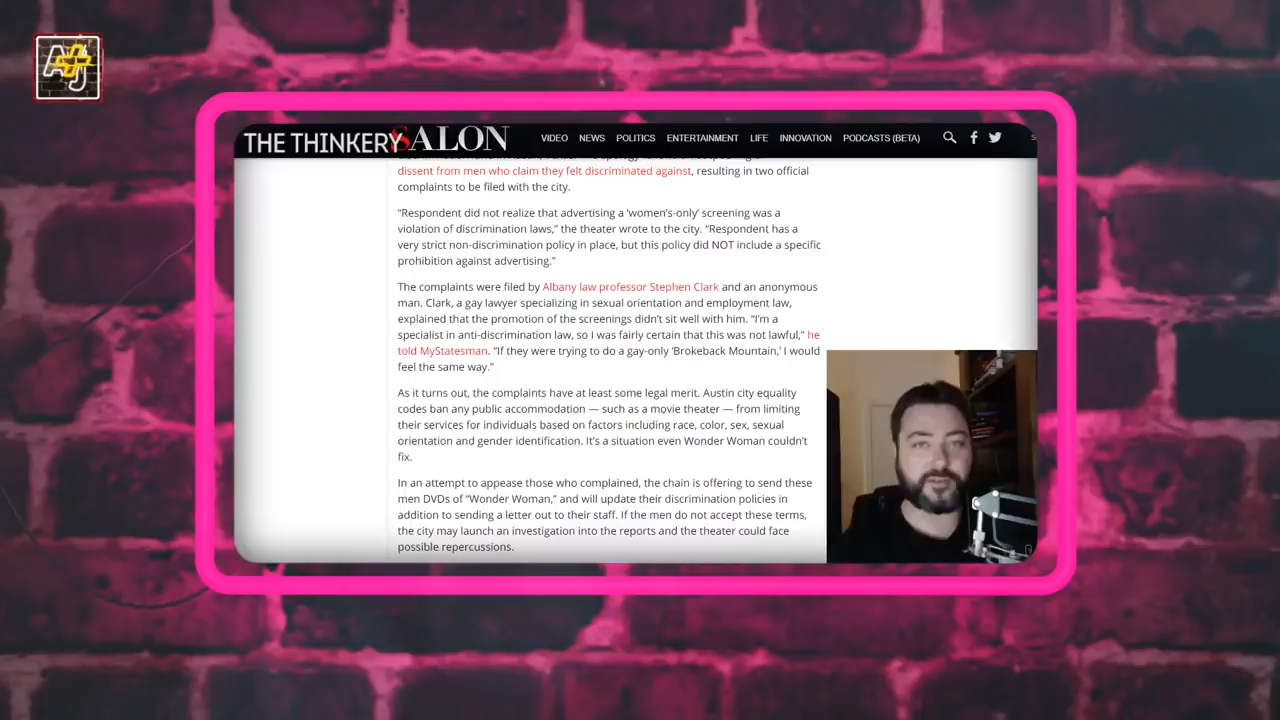 AJ+
THE THINKERY
SALON
VIDEO NEWS POLITICS ENTERTAINMENT LIFE INNOVATION PODCASTS (BETA)
dissent from men who claim they felt discriminated against, resulting in two official
complaints to be filed with the city.
“Respondent did not realize that advertising a ‘women’s-only’ screening was a
violation of discrimination laws,” the theater wrote to the city. “Respondent has a
very strict non-discrimination policy in place, but this policy did NOT include a specific
prohibition against advertising.”
The complaints were filed by Albany law professor Stephen Clark and an anonymous
man. Clark, a gay lawyer specializing in sexual orientation and employment law,
explained that the promotion of the screenings didn’t sit well with him. “I’m a
specialist in anti-discrimination law, so I was fairly certain that this was not lawful,” he
told MyStatesman. “If they were trying to do a gay-only ‘Brokeback Mountain,’ I would
feel the same way.”
As it turns out, the complaints have at least some legal merit. Austin city equality
codes ban any public accommodation — such as a movie theater — from limiting
their services for individuals based on factors including race, color, sex, sexual
orientation and gender identification. It’s a situation even Wonder Woman couldn’t
fix.
In an attempt to appease those who complained, the chain is offering to send these
men DVDs of “Wonder Woman,” and will update their discrimination policies in
addition to sending a letter out to their staff. If the men do not accept these terms,
the city may launch an investigation into the reports and the theater could face
possible repercussions.